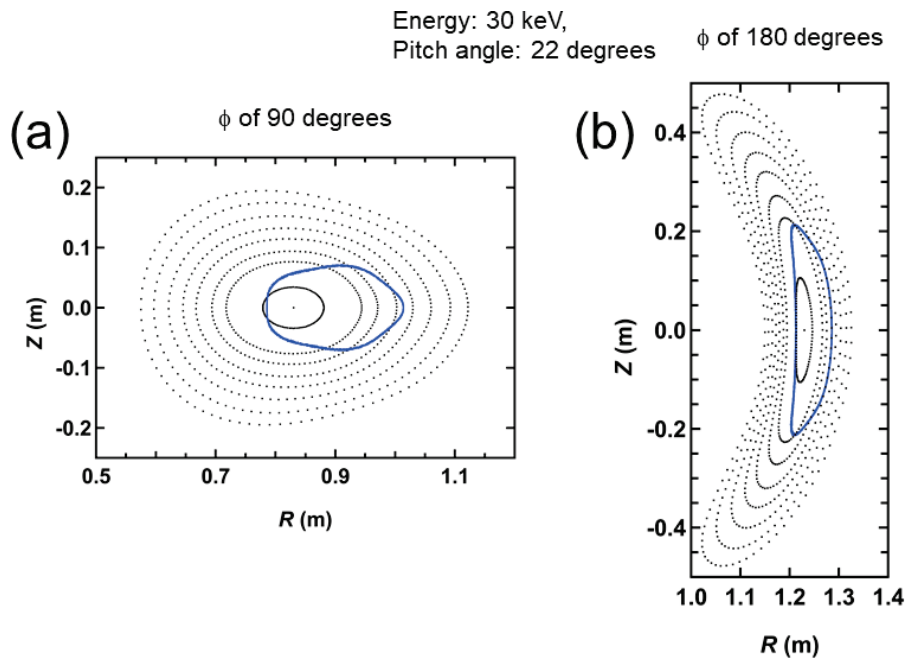 Energy: 30 keV,
Pitch angle: 22 degrees
ϕ of 180 degrees
(a)
ϕ of 90 degrees
Z (m)
0.2
0.1
0.0
-0.1
-0.2
0.5 0.7 0.9 1.1
R (m)
(b)
Z (m)
0.4
0.2
0.0
-0.2
-0.4
1.0 1.1 1.2 1.3 1.4
R (m)